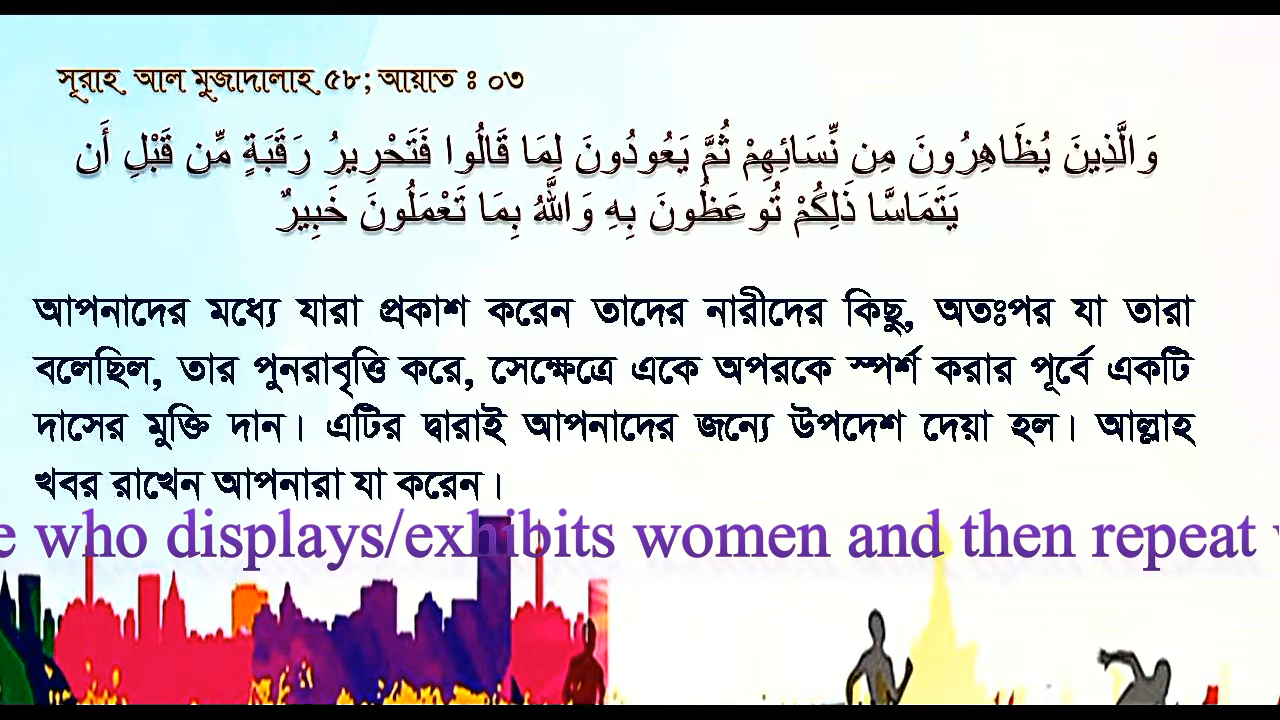 সূরাহ আল মুজাদালাহ ৫৮; আয়াত ঃ ০৩
وَالَّذِينَ يُظَاهِرُونَ مِن نِّسَائِهِمْ ثُمَّ يَعُودُونَ لِمَا قَالُوا فَتَحْرِيرُ رَقَبَةٍ مِّن قَبْلِ أَن
يَتَمَاسَّا ذَلِكُمْ تُوعَظُونَ بِهِ وَاللَّهُ بِمَا تَعْمَلُونَ خَبِيرٌ
আপনাদের মধ্যে যারা প্রকাশ করেন তাদের নারীদের কিছু, অতঃপর যা তারা
বলেছিল, তার পুনরাবৃত্তি করে, সেক্ষেত্রে একে অপরকে স্পর্শ করার পূর্বে একটি
দাসের মুক্তি দান। এটির দ্বারাই আপনাদের জন্যে উপদেশ দেয়া হল। আল্লাহ
খবর রাখেন আপনারা যা করেন।
who displays/exhibits women and then repeat